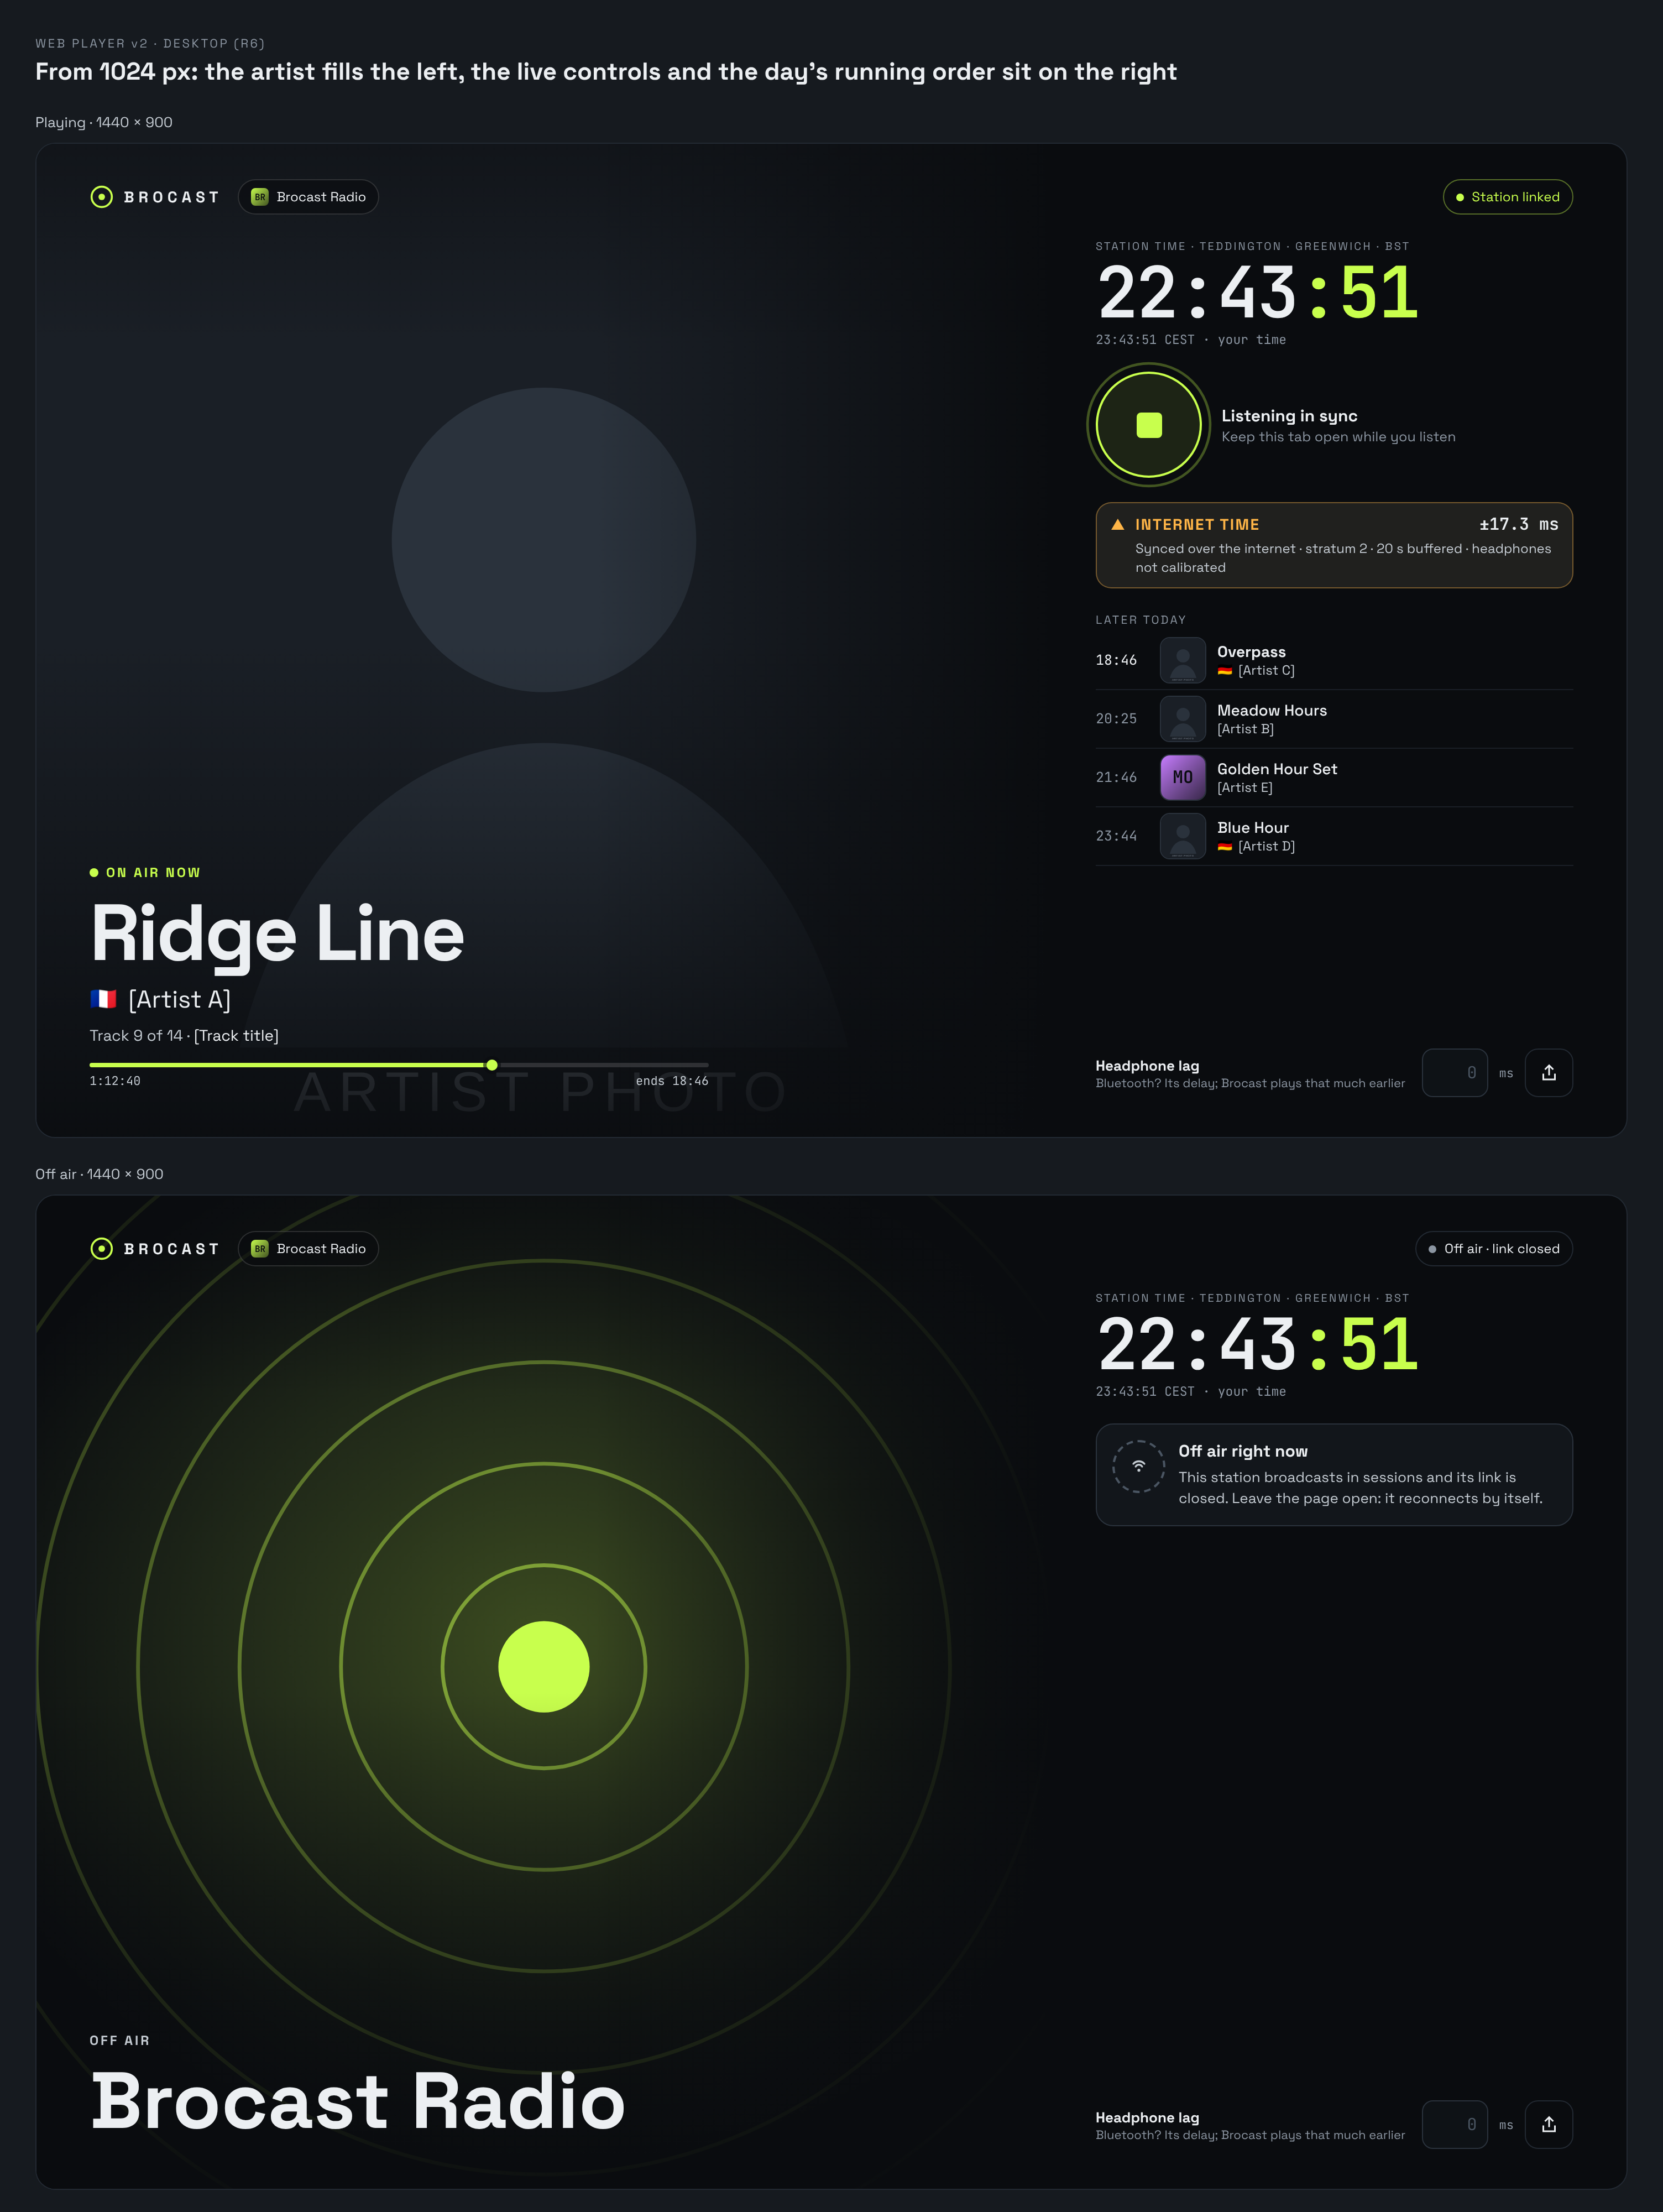 WEB PLAYER v2 · DESKTOP (R6)
From 1024 px: the artist fills the left, the live controls and the day's running order sit on the right
Playing · 1440 × 900
BROCAST
BR Brocast Radio
Station linked
STATION TIME · TEDDINGTON · GREENWICH · BST
22:43:51
23:43:51 CEST · your time
Listening in sync
Keep this tab open while you listen
INTERNET TIME ±17.3 ms
Synced over the internet · stratum 2 · 20 s buffered · headphones
not calibrated
LATER TODAY
18:46 Overpass
[Artist C]
20:25 Meadow Hours
[Artist B]
21:46 MO Golden Hour Set
[Artist E]
23:44 Blue Hour
[Artist D]
ON AIR NOW
Ridge Line
[Artist A]
Track 9 of 14 · [Track title]
1:12:40 ends 18:46
ARTIST PHOTO
Headphone lag
Bluetooth? Its delay; Brocast plays that much earlier
0 ms
Off air · 1440 × 900
BROCAST
BR Brocast Radio
Off air · link closed
STATION TIME · TEDDINGTON · GREENWICH · BST
22:43:51
23:43:51 CEST · your time
Off air right now
This station broadcasts in sessions and its link is
closed. Leave the page open: it reconnects by itself.
OFF AIR
Brocast Radio
Headphone lag
Bluetooth? Its delay; Brocast plays that much earlier
0 ms